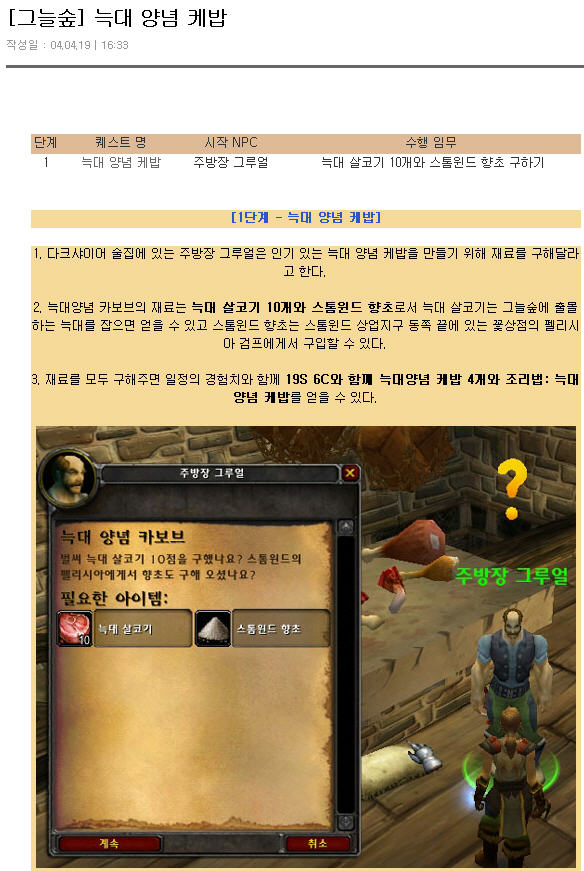 [그늘숲] 늑대 양념 케밥
작성일 : 04.04.19 | 16:33
단계 퀘스트 명 시작 NPC 수행 임무
1 늑대 양념 케밥 주방장 그루얼 늑대 살코기 10개와 스톰윈드 향초 구하기
[1단계 - 늑대 양념 케밥]
1. 다크샤이어 술집에 있는 주방장 그루얼은 인기 있는 늑대 양념 케밥을 만들기 위해 재료를 구해달라
고 한다.
2. 늑대양념 카보브의 재료는 늑대 살코기 10개와 스톰윈드 향초로서 늑대 살코기는 그늘숲에 출몰
하는 늑대를 잡으면 얻을 수 있고 스톰윈드 향초는 스톰윈드 상업지구 동쪽 끝에 있는 꽃상점의 펠리시
아 검프에게서 구입할 수 있다.
3. 재료를 모두 구해주면 일정의 경험치와 함께 19S 6C와 함께 늑대양념 케밥 4개와 조리법: 늑대
양념 케밥를 얻을 수 있다.
주방장 그루얼
늑대 양념 카보브
벌써 늑대 살코기 10점을 구했나요? 스톰윈드의
펠리시아에게서 향초도 구해 오셨나요?
필요한 아이템:
10 늑대 살코기 스톰윈드 향초
계속 취소
주방장 그루얼